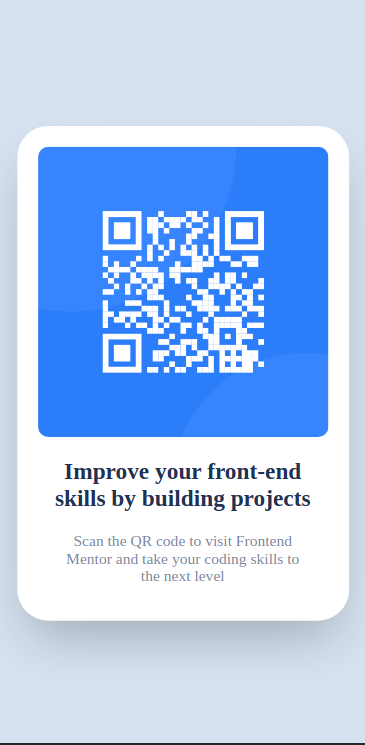 Improve your front-end
skills by building projects
Scan the QR code to visit Frontend
Mentor and take your coding skills to
the next level